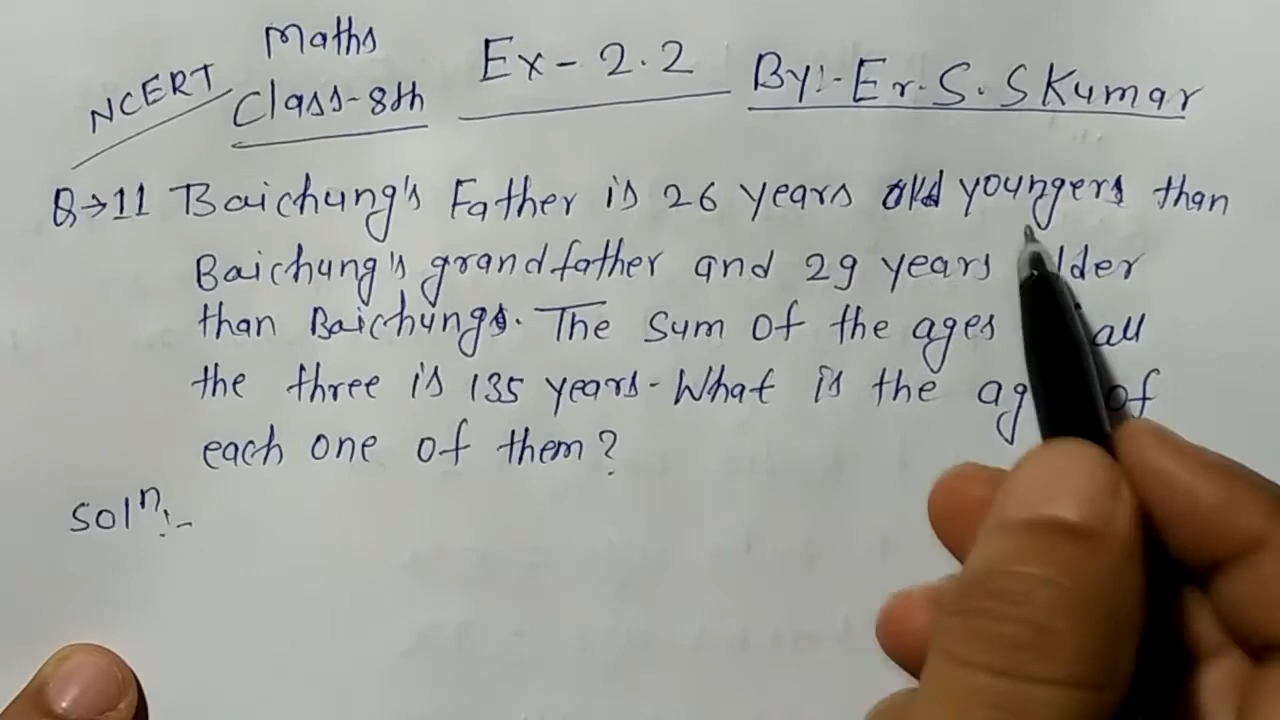 Maths
NCERT Class-8th Ex-2.2 By:- Er. S. S Kumar
Q→11 Baichung's Father is 26 years youngers than
Baichung's grandfather and 29 years older
than Baichungs. The sum of the ages all
the three is 135 years. What is the of
each one of them?
Solⁿ:-